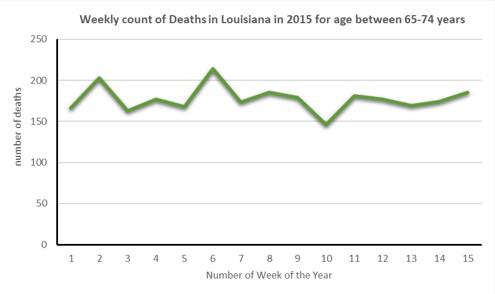 Weekly count of Deaths in Louisiana in 2015 for age between 65-74 years
250
200
150
100
50
0
number of deaths
1 2 3 4 5 6 7 8 9 10 11 12 13 14 15
Number of Week of the Year